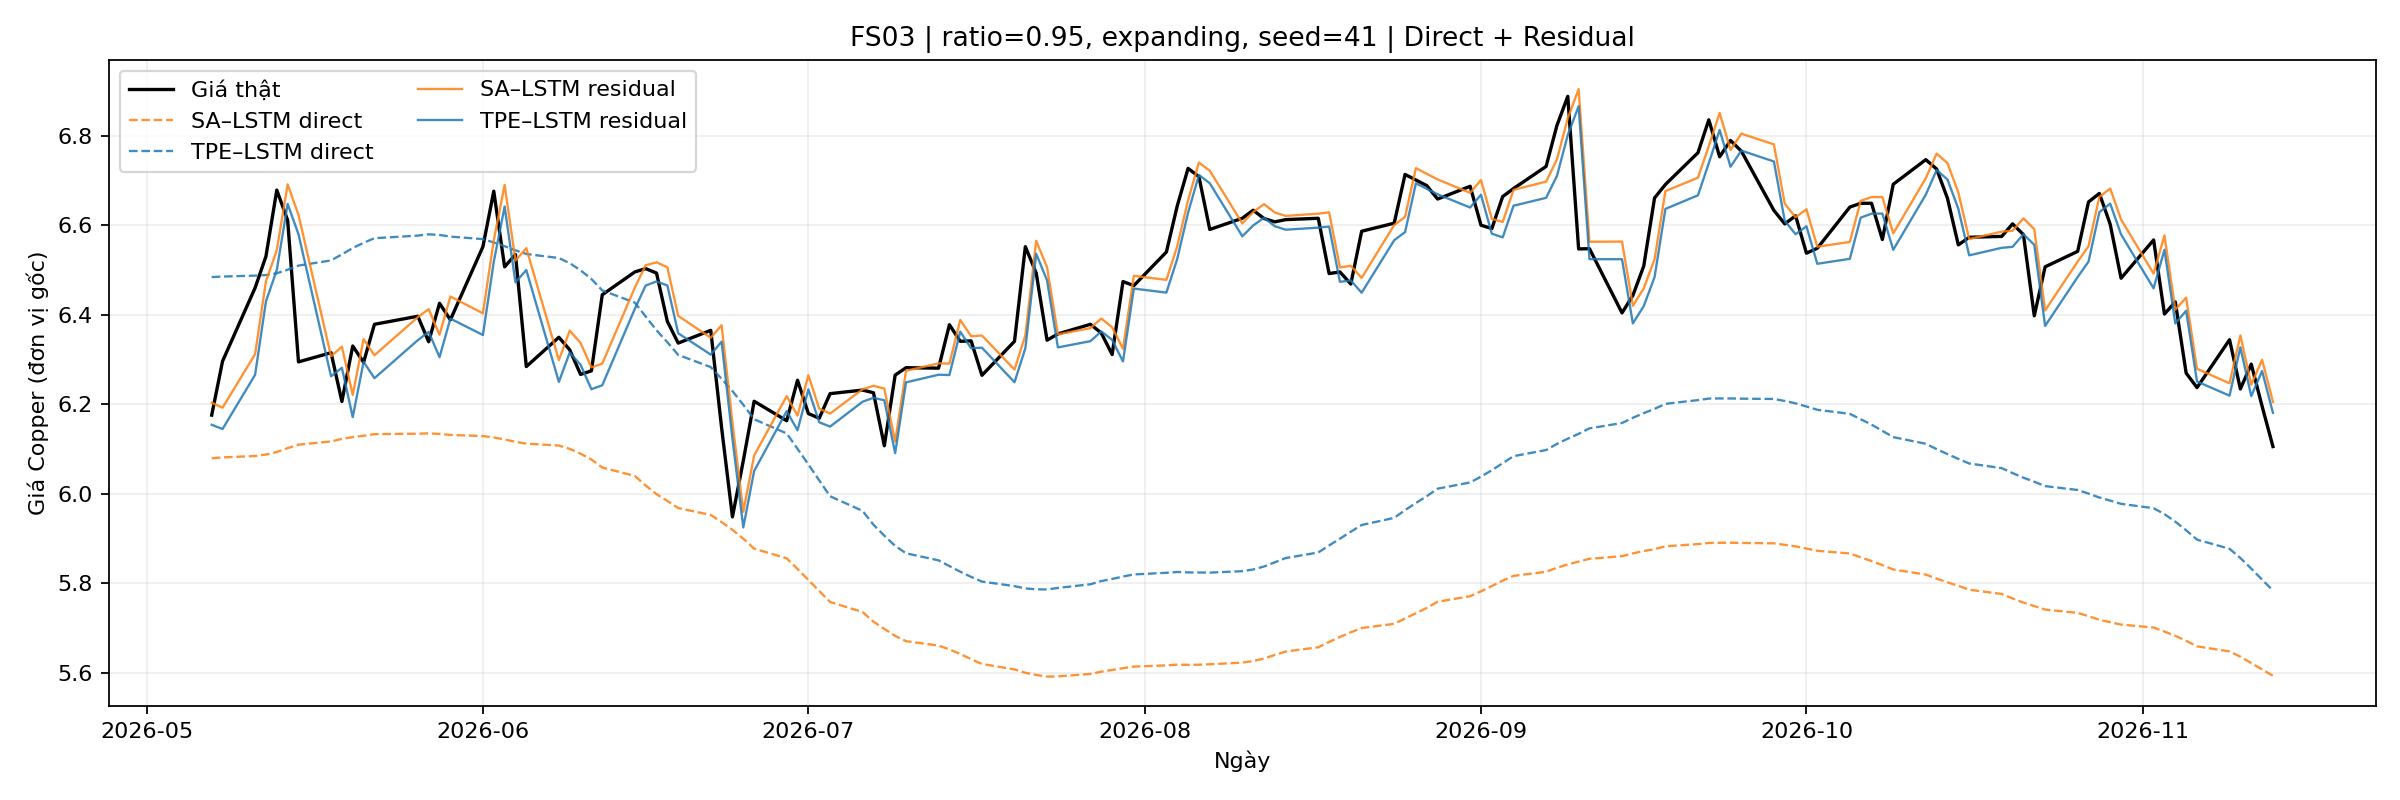 FS03 | ratio=0.95, expanding, seed=41 | Direct + Residual
Giá thật
SA–LSTM direct
TPE–LSTM direct
SA–LSTM residual
TPE–LSTM residual
Giá Copper (đơn vị gốc)
6.8
6.6
6.4
6.2
6.0
5.8
5.6
2026-05
2026-06
2026-07
2026-08
2026-09
2026-10
2026-11
Ngày